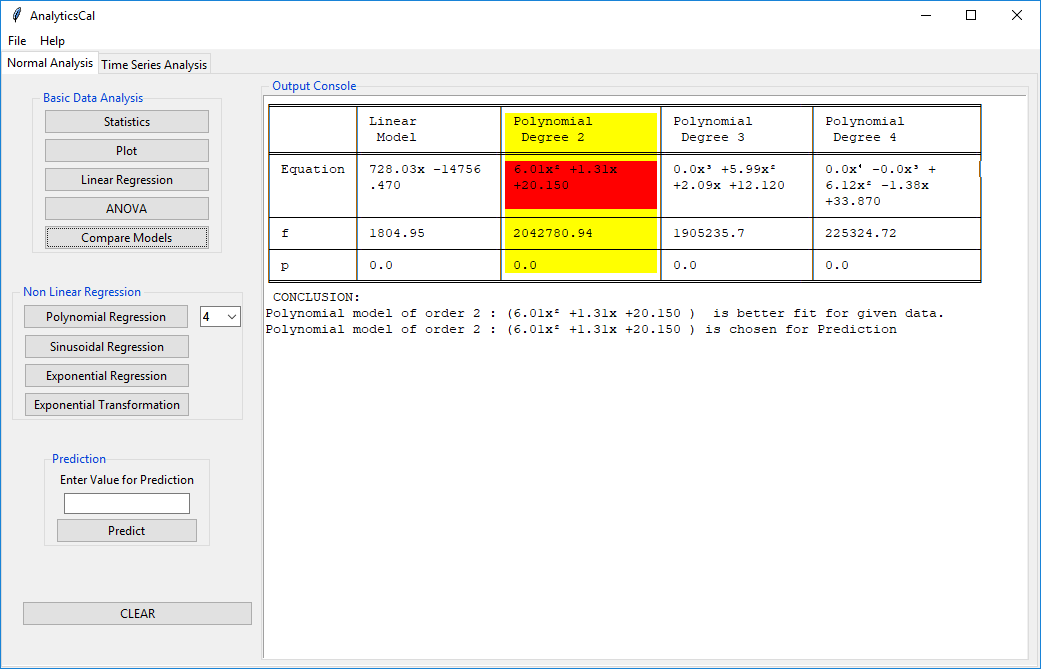 AnalyticsCal
File Help
Normal Analysis Time Series Analysis
Basic Data Analysis
Statistics
Plot
Linear Regression
ANOVA
Compare Models
Non Linear Regression
Polynomial Regression 4
Sinusoidal Regression
Exponential Regression
Exponential Transformation
Prediction
Enter Value for Prediction
Predict
CLEAR
Output Console
Linear Polynomial Polynomial Polynomial
Model Degree 2 Degree 3 Degree 4
Equation 728.03x -14756 6.01x² +1.31x 0.0x³ +5.99x² 0.0x⁴ -0.0x³ +
.470 +20.150 +2.09x +12.120 6.12x² -1.38x
+33.870
f 1804.95 2042780.94 1905235.7 225324.72
p 0.0 0.0 0.0 0.0
CONCLUSION:
Polynomial model of order 2 : (6.01x² +1.31x +20.150 )  is better fit for given data.
Polynomial model of order 2 : (6.01x² +1.31x +20.150 ) is chosen for Prediction